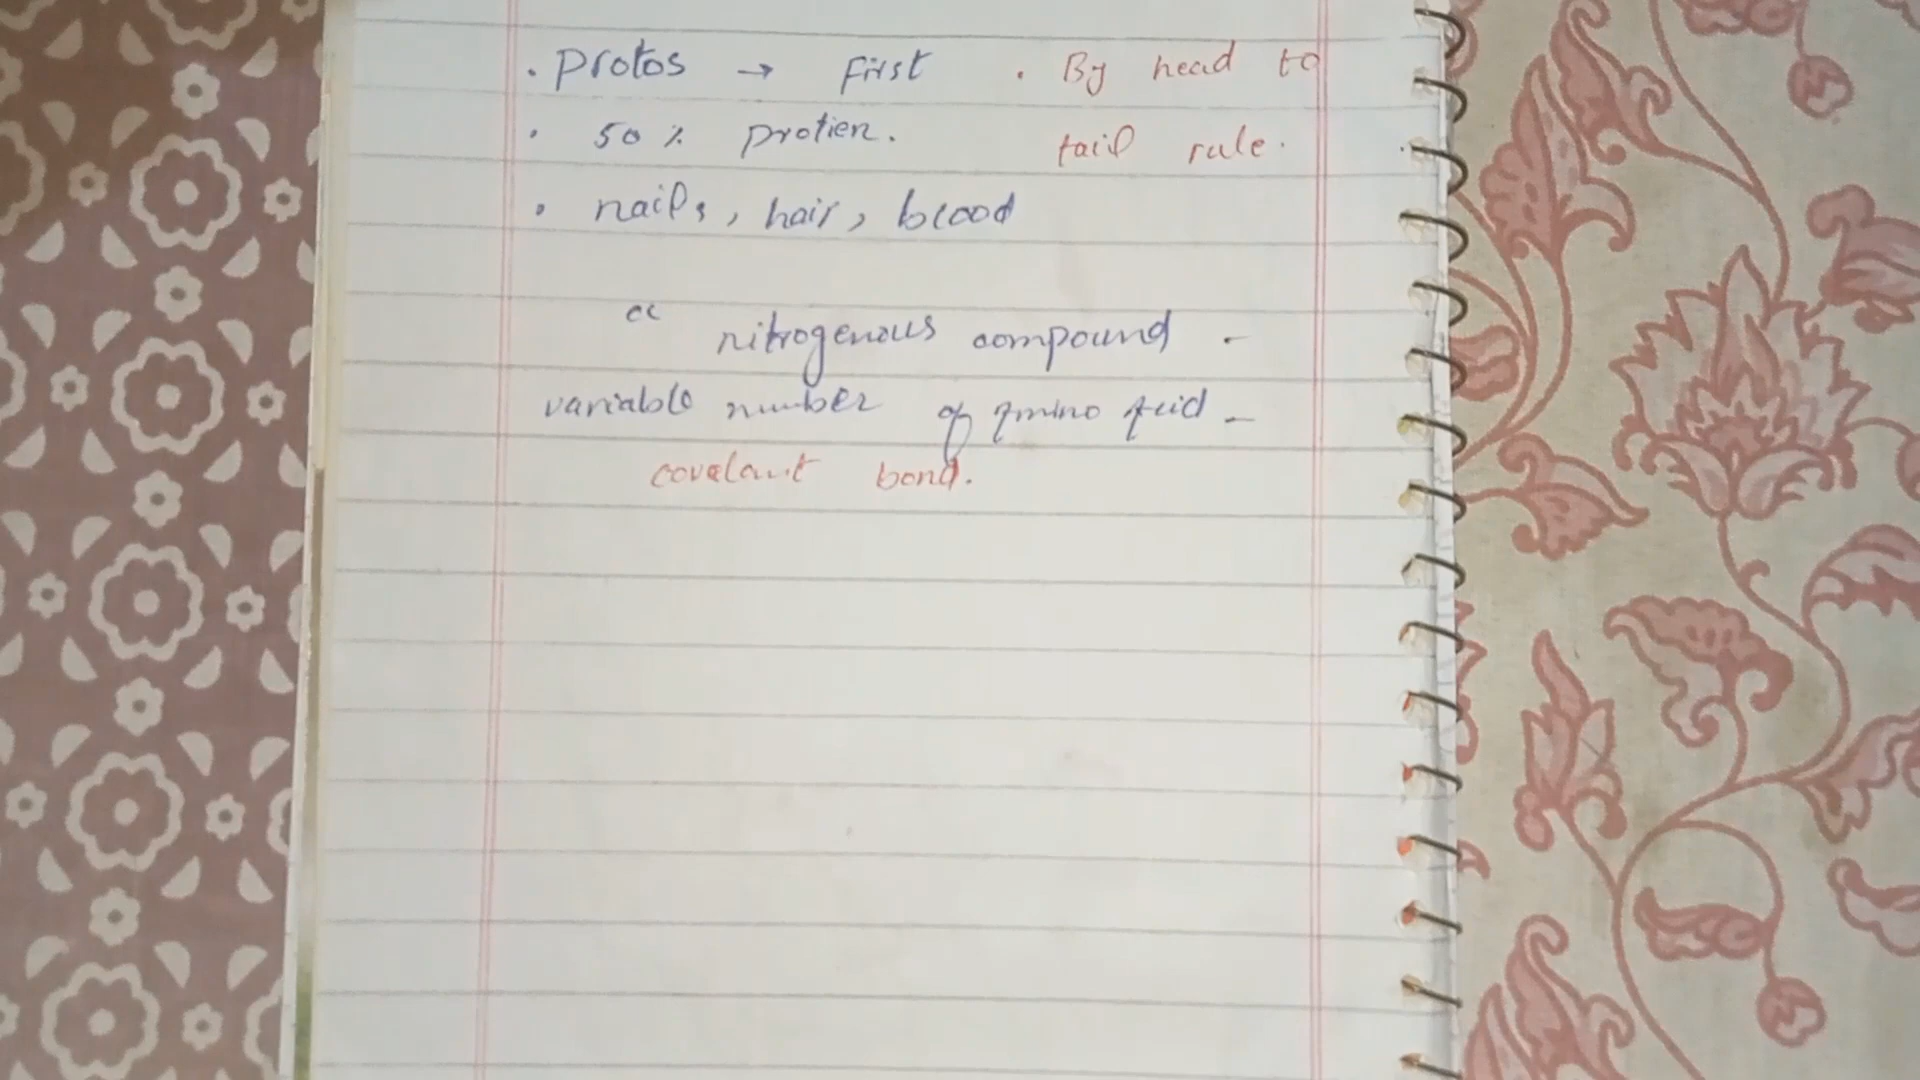 . Protos → First
. 50 % protien.
. nails, hair, blood
. By head to
tail rule.
“ nitrogenous compound -
variable number of Amino Acid -
covelant bond.